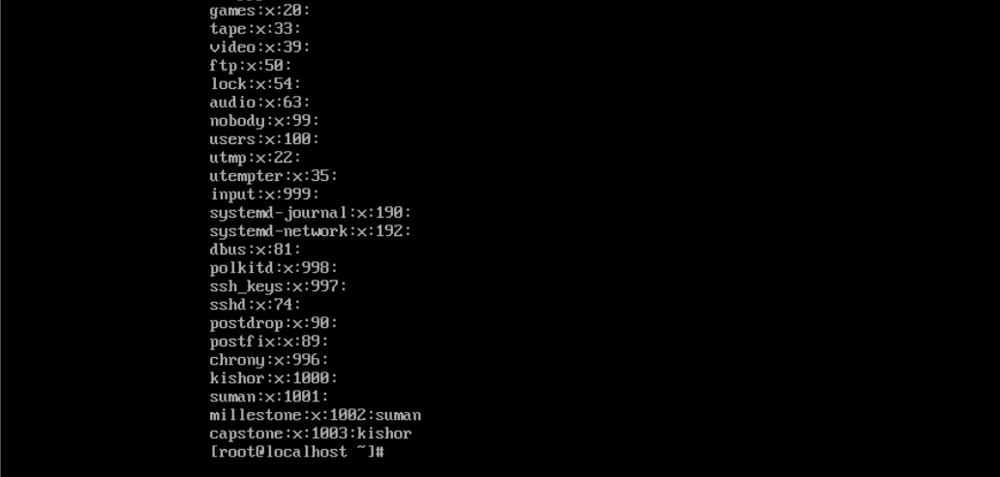 games:x:20:
tape:x:33:
video:x:39:
ftp:x:50:
lock:x:54:
audio:x:63:
nobody:x:99:
users:x:100:
utmp:x:22:
utempter:x:35:
input:x:999:
systemd-journal:x:190:
systemd-network:x:192:
dbus:x:81:
polkitd:x:998:
ssh_keys:x:997:
sshd:x:74:
postdrop:x:90:
postfix:x:89:
chrony:x:996:
kishor:x:1000:
suman:x:1001:
millestone:x:1002:suman
capstone:x:1003:kishor
[root@localhost ~]#